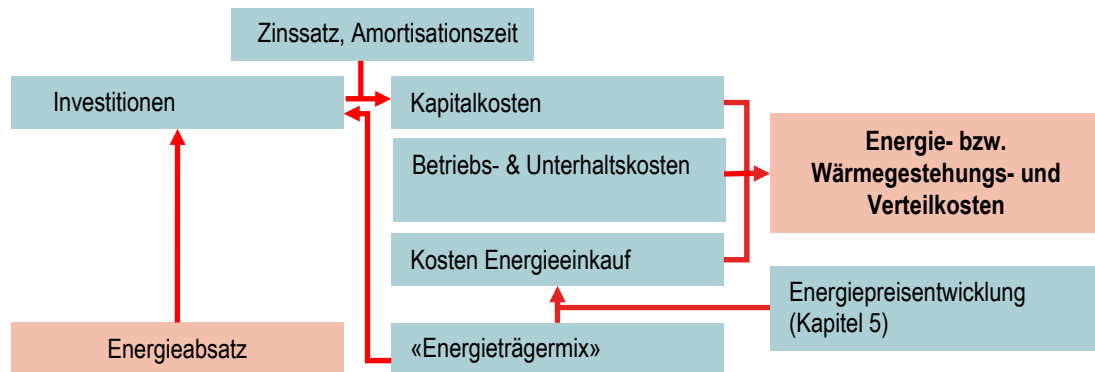 Zinssatz, Amortisationszeit
Investitionen
Kapitalkosten
Betriebs- & Unterhaltskosten
Energie- bzw.
Wärmegestehungs- und
Verteilkosten
Kosten Energieeinkauf
Energiepreisentwicklung
(Kapitel 5)
Energieabsatz
«Energieträgermix»